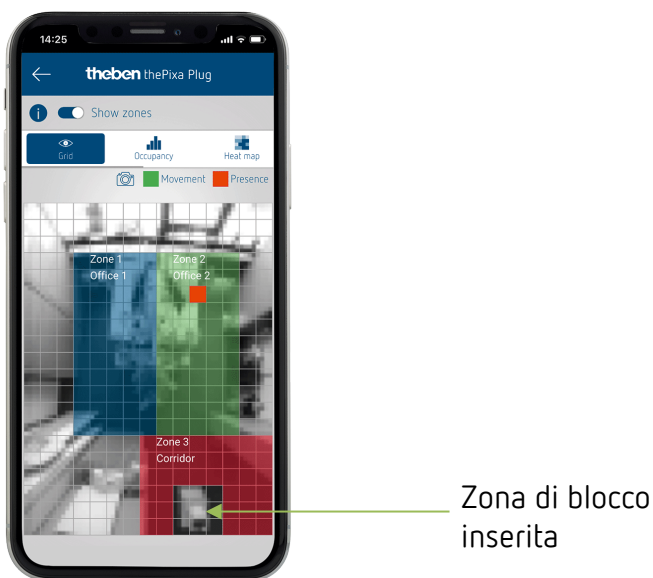 14:25
theben thePixa Plug
i Show zones
Grid Occupancy Heat map
Movement Presence
Zone 1 Zone 2
Office 1 Office 2
Zone 3
Corridor
Zona di blocco
inserita